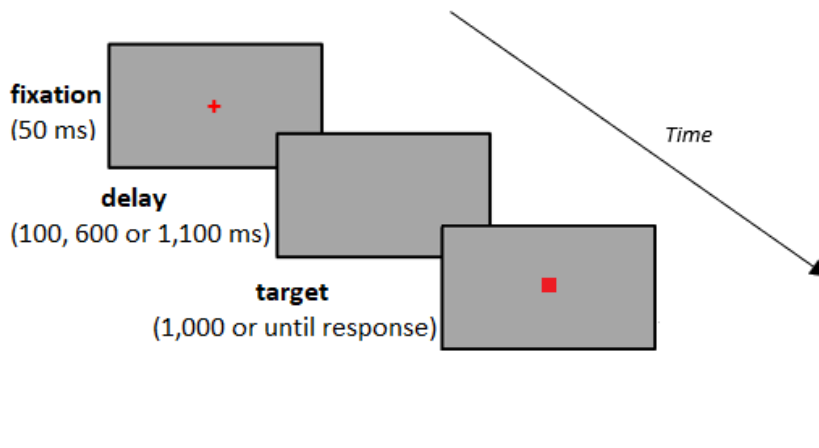 fixation
(50 ms)
Time
delay
(100, 600 or 1,100 ms)
target
(1,000 or until response)